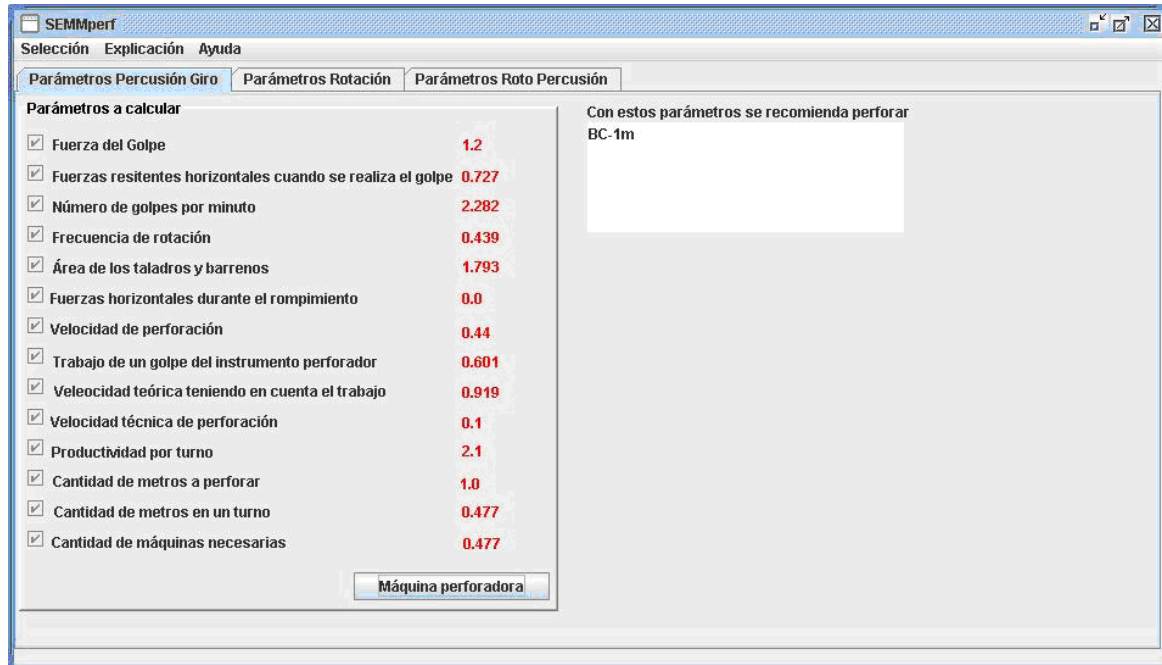 SEMMperf
Selección Explicación Ayuda
Parámetros Percusión Giro Parámetros Rotación Parámetros Roto Percusión
Parámetros a calcular
Fuerza del Golpe 1.2
Fuerzas resitentes horizontales cuando se realiza el golpe 0.727
Número de golpes por minuto 2.282
Frecuencia de rotación 0.439
Área de los taladros y barrenos 1.793
Fuerzas horizontales durante el rompimiento 0.0
Velocidad de perforación 0.44
Trabajo de un golpe del instrumento perforador 0.601
Veleocidad teórica teniendo en cuenta el trabajo 0.919
Velocidad técnica de perforación 0.1
Productividad por turno 2.1
Cantidad de metros a perforar 1.0
Cantidad de metros en un turno 0.477
Cantidad de máquinas necesarias 0.477
Máquina perforadora
Con estos parámetros se recomienda perforar
BC-1m